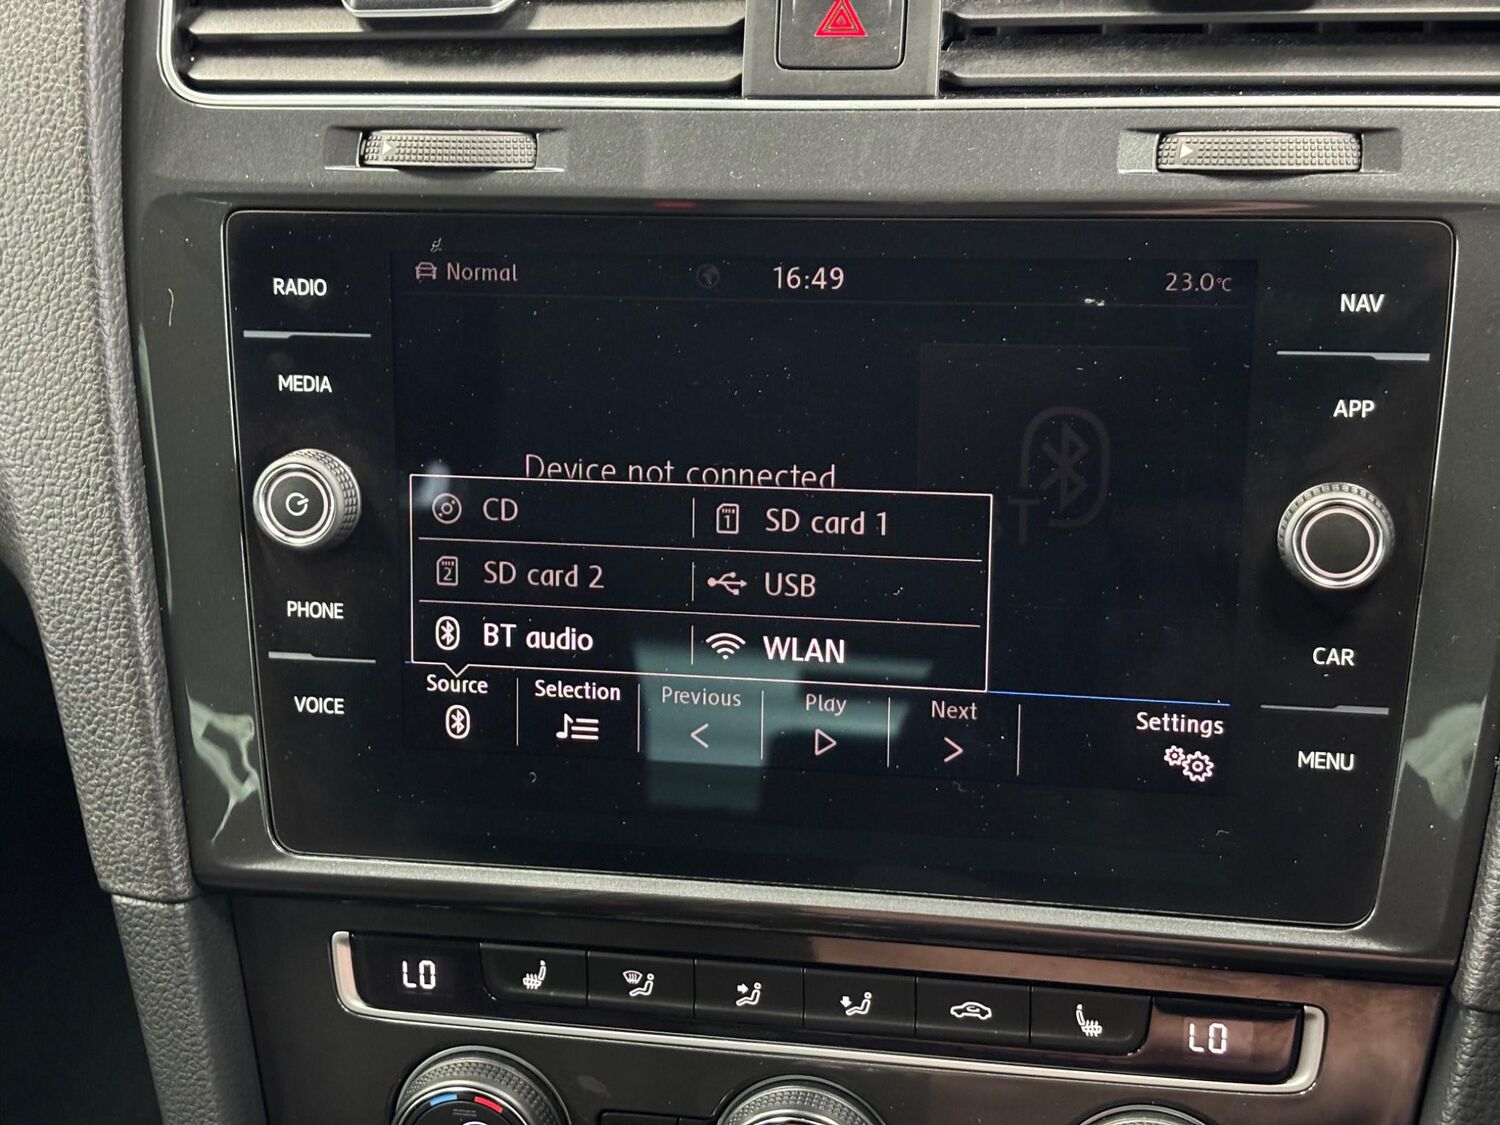 RADIO
MEDIA
PHONE
VOICE
Normal
16:49
23.0°C
Device not connected.
BT
CD
SD card 1
SD card 2
USB
BT audio
WLAN
Source
Selection
Previous
Play
Next
Settings
NAV
APP
CAR
MENU
LO
LO